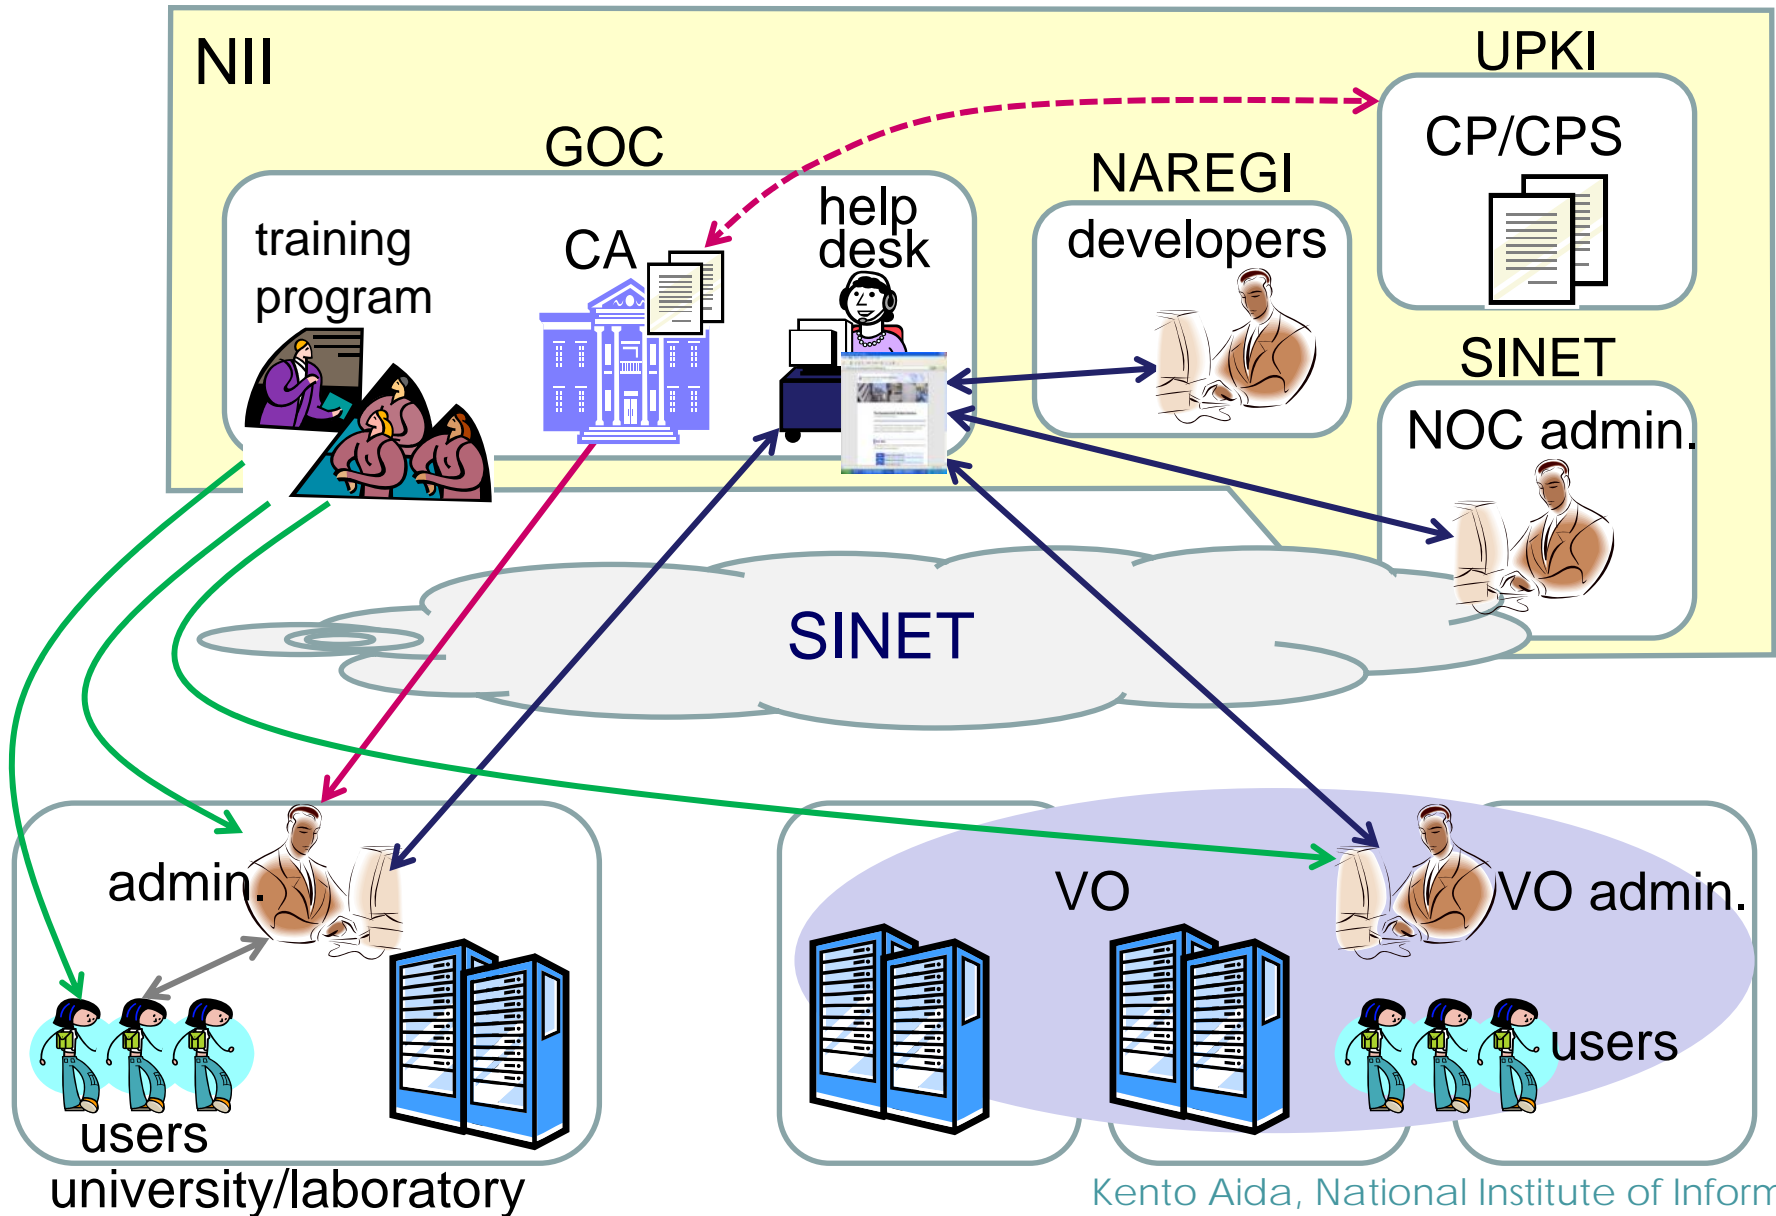 NII
UPKI
CP/CPS
GOC
NAREGI
training
program
CA
help
desk
developers
SINET
NOC admin.
SINET
admin.
VO
VO admin.
users
users
university/laboratory
Kento Aida, National Institute of Inform